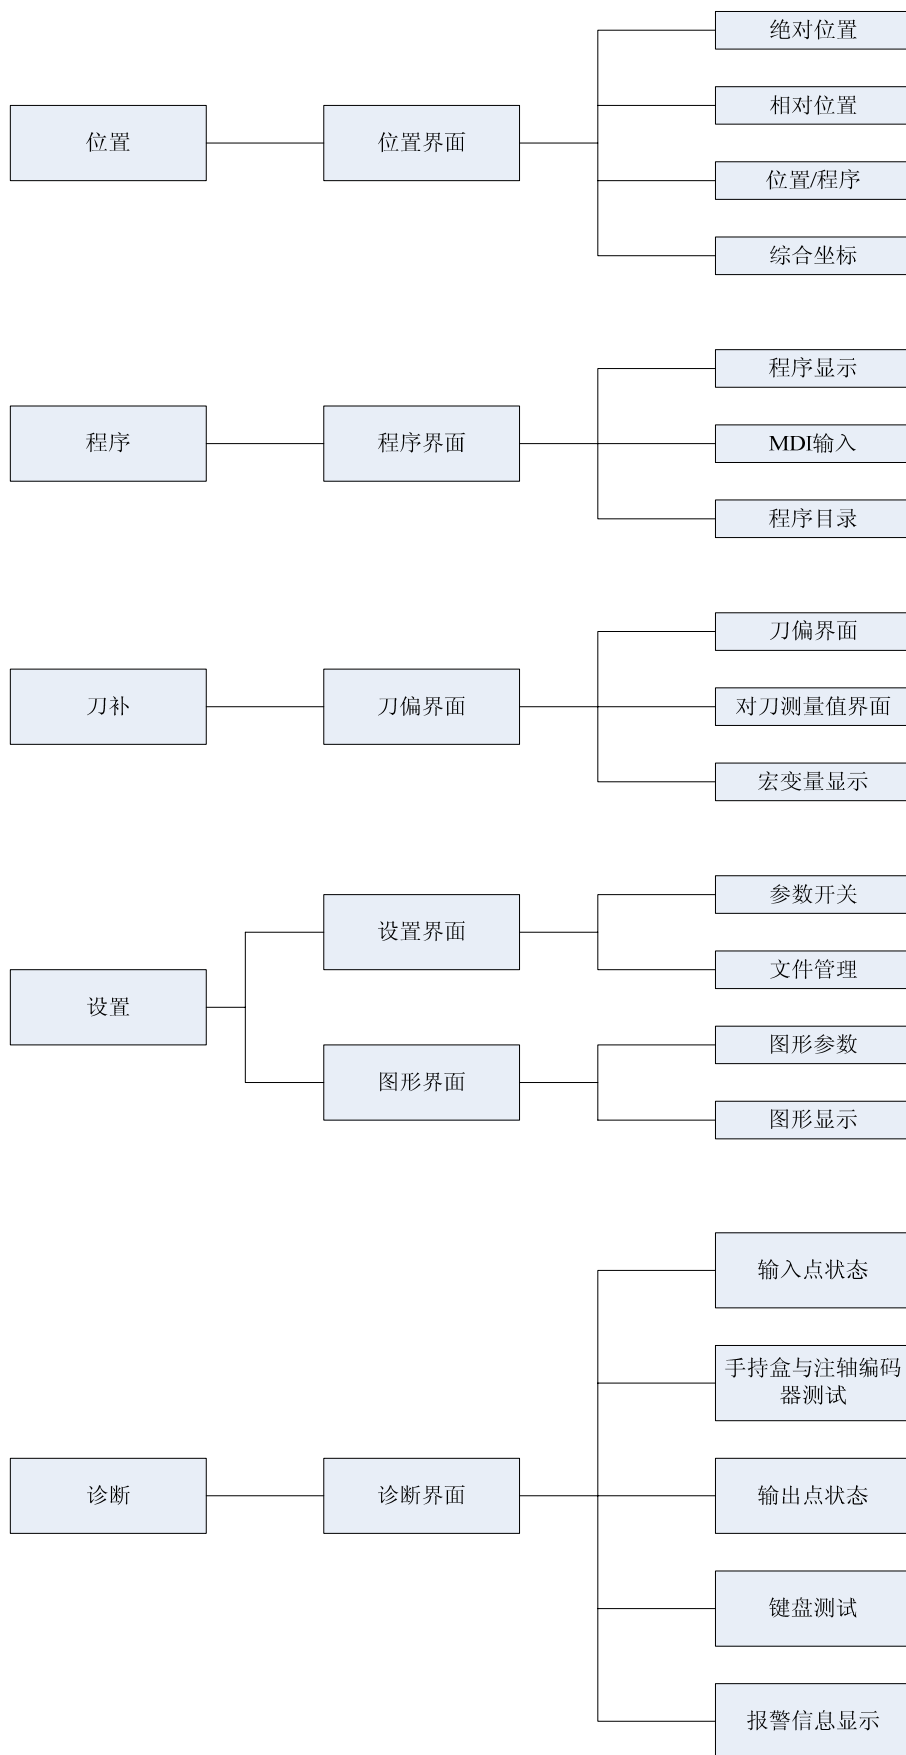 绝对位置
相对位置
位置
位置界面
位置/程序
综合坐标
程序显示
程序
程序界面
MDI输入
程序目录
刀偏界面
刀补
刀偏界面
对刀测量值界面
宏变量显示
参数开关
设置界面
文件管理
设置
图形参数
图形界面
图形显示
输入点状态
手持盒与注轴编码
器测试
诊断
诊断界面
输出点状态
键盘测试
报警信息显示